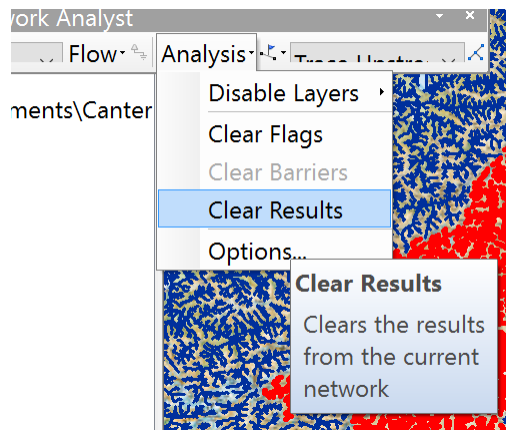 work Analyst
Flow
Analysis
Trace Upstre
ments\Canter
Disable Layers
Clear Flags
Clear Barriers
Clear Results
Options...
Clear Results
Clears the results
from the current
network